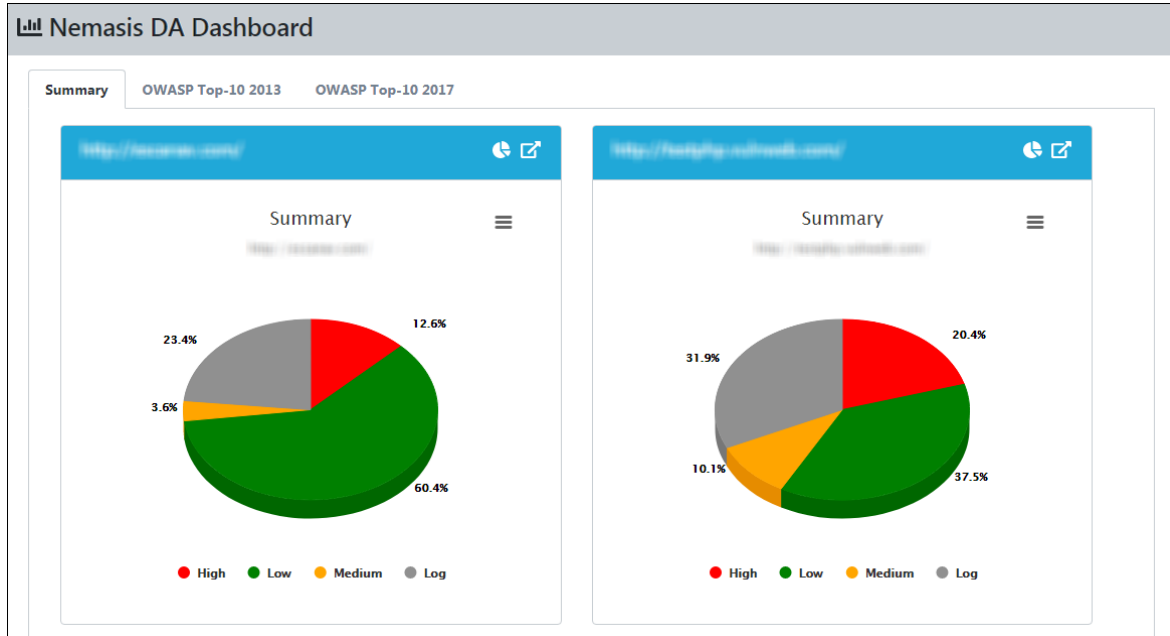 Nemasis DA Dashboard
Summary OWASP Top-10 2013 OWASP Top-10 2017
Summary
12.6%
23.4%
3.6%
60.4%
High Low Medium Log
Summary
20.4%
31.9%
10.1%
37.5%
High Low Medium Log